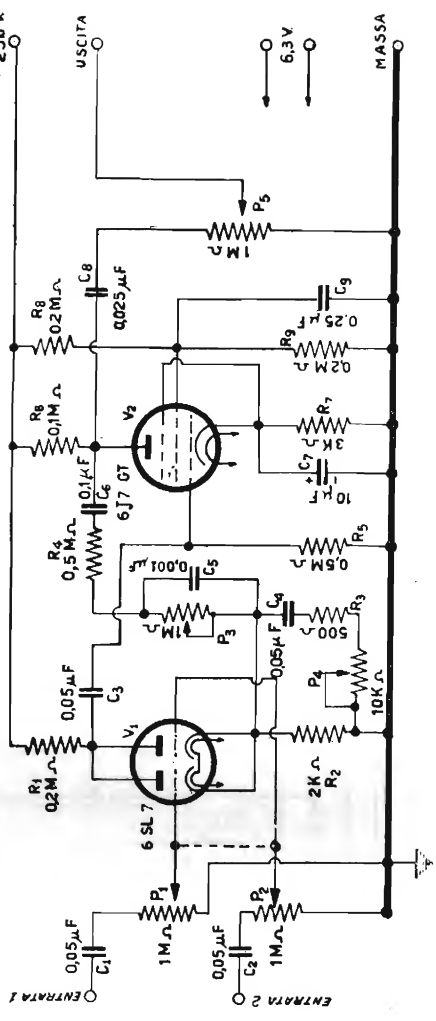 250 V
USCITA
6,3 V.
MASSA
ENTRATA 1
ENTRATA 2
0,05 µF
C1
P1
1 MΩ
0,05 µF
C2
P2
1 MΩ
R1
0,2 MΩ
V1
6 SL 7
0,05 µF
C3
2 KΩ
R2
P4
10 KΩ
R3
500Ω
C4
0,05 µF
P3
1 MΩ
C5
0,001 µF
R4
0,5 MΩ
C6
0,1 µF
6J7 GT
V2
R5
0,5 MΩ
R6
0,1 MΩ
R8
0,2 MΩ
C7
10 µF
+
-
R7
3KΩ
R9
0,2 MΩ
C9
0,25 µF
C8
0,025 µF
P5
1 MΩ